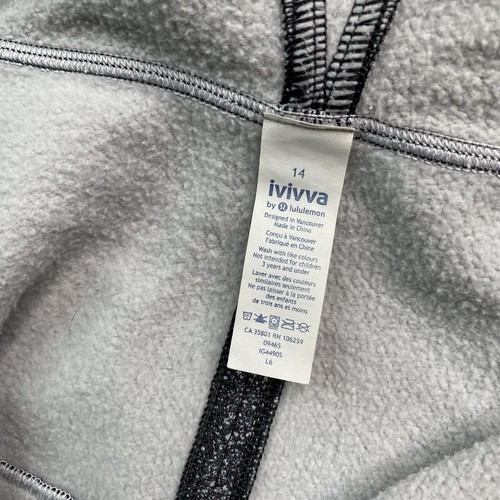 14
ivivva
by lululemon
Designed in Vancouver
Made in China
Conçu à Vancouver
Fabriqué en Chine
Wash with like colours
Not intended for children
3 years and under
Laver avec des couleurs
similaires seulement
Ne pas laisser à la portée
des enfants
de trois ans et moins
CA 35801 RN 106259
09465
IG4490S
L6